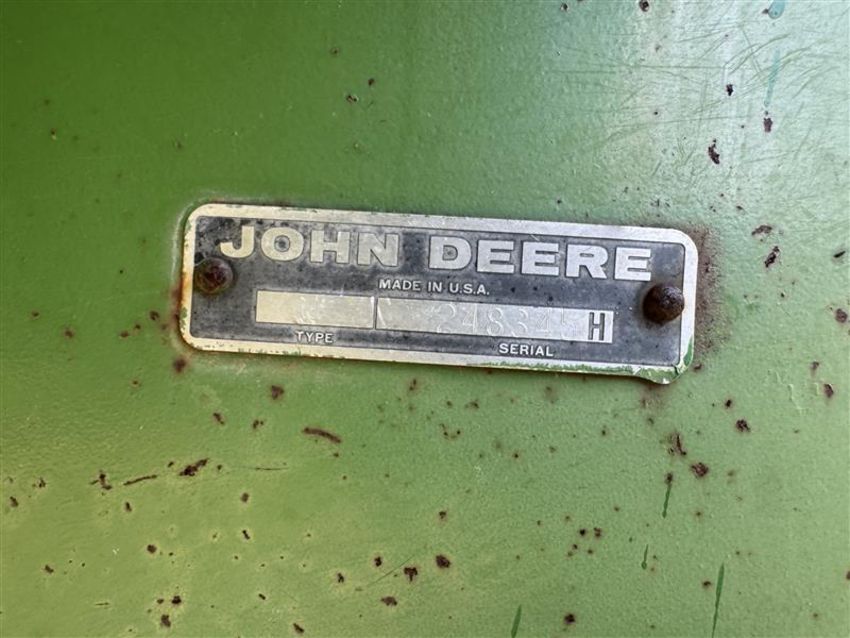 JOHN DEERE
MADE IN U.S.A.
H
TYPE SERIAL